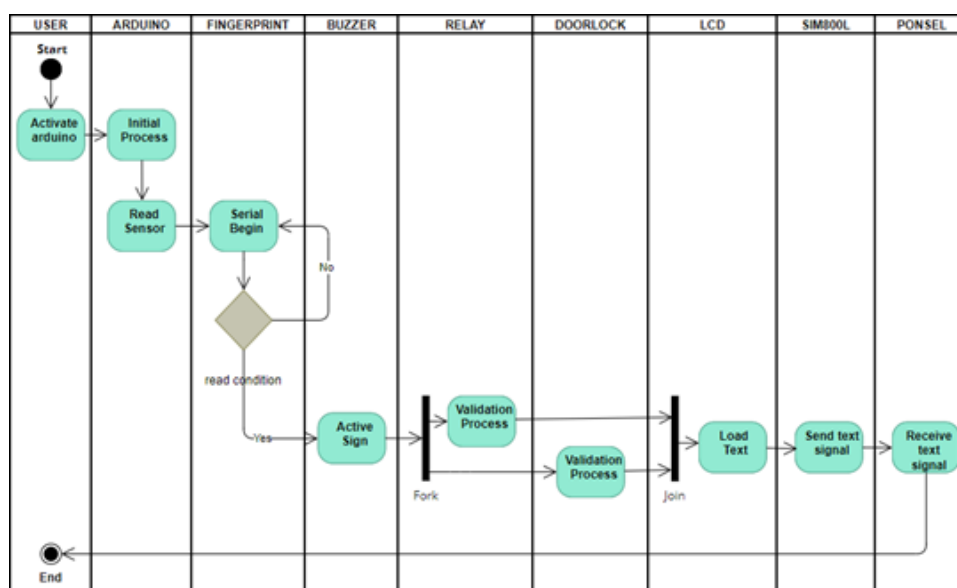 USER ARDUINO FINGERPRINT BUZZER RELAY DOORLOCK LCD SIM800L PONSEL
Start
Activate
arduino
Initial
Process
Read
Sensor
Serial
Begin
No
read condition
Yes
Active
Sign
Validation
Process
Validation
Process
Fork
Join
Load
Text
Send text
signal
Receive
text
signal
End